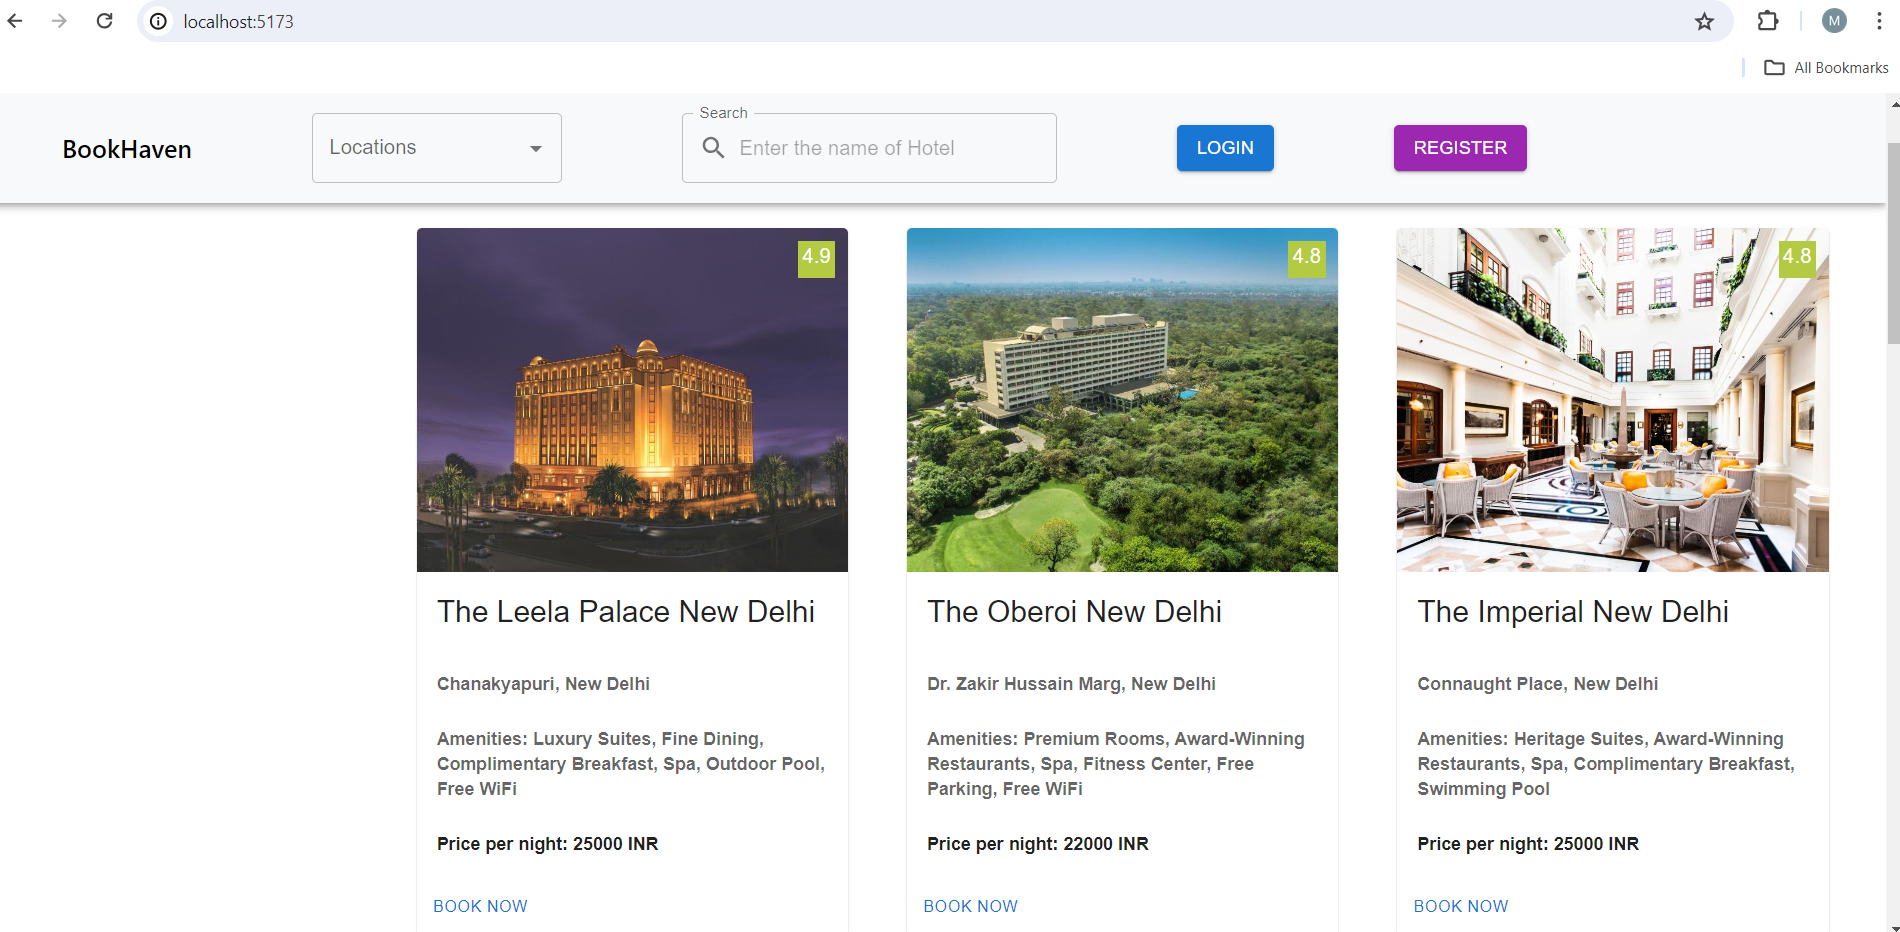 localhost:5173
M
All Bookmarks
BookHaven
Locations
Search
Enter the name of Hotel
LOGIN
REGISTER
4.9
The Leela Palace New Delhi
Chanakyapuri, New Delhi
Amenities: Luxury Suites, Fine Dining,
Complimentary Breakfast, Spa, Outdoor Pool,
Free WiFi
Price per night: 25000 INR
BOOK NOW
4.8
The Oberoi New Delhi
Dr. Zakir Hussain Marg, New Delhi
Amenities: Premium Rooms, Award-Winning
Restaurants, Spa, Fitness Center, Free
Parking, Free WiFi
Price per night: 22000 INR
BOOK NOW
4.8
The Imperial New Delhi
Connaught Place, New Delhi
Amenities: Heritage Suites, Award-Winning
Restaurants, Spa, Complimentary Breakfast,
Swimming Pool
Price per night: 25000 INR
BOOK NOW